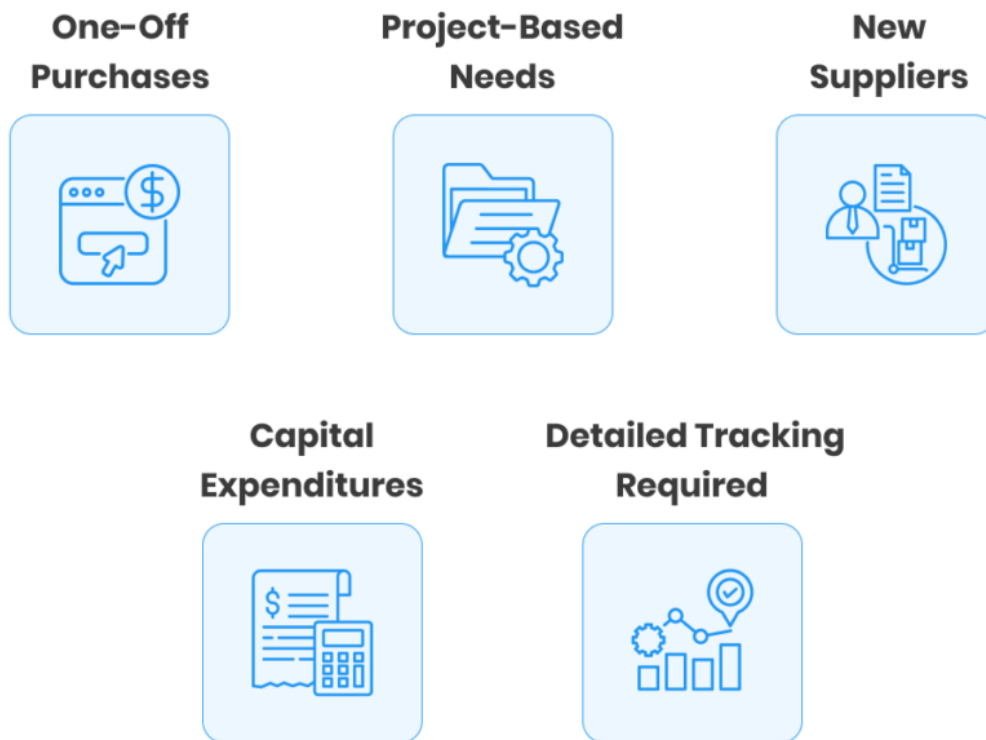 One-Off
Purchases
Project-Based
Needs
New
Suppliers
$
Capital
Expenditures
Detailed Tracking
Required
$